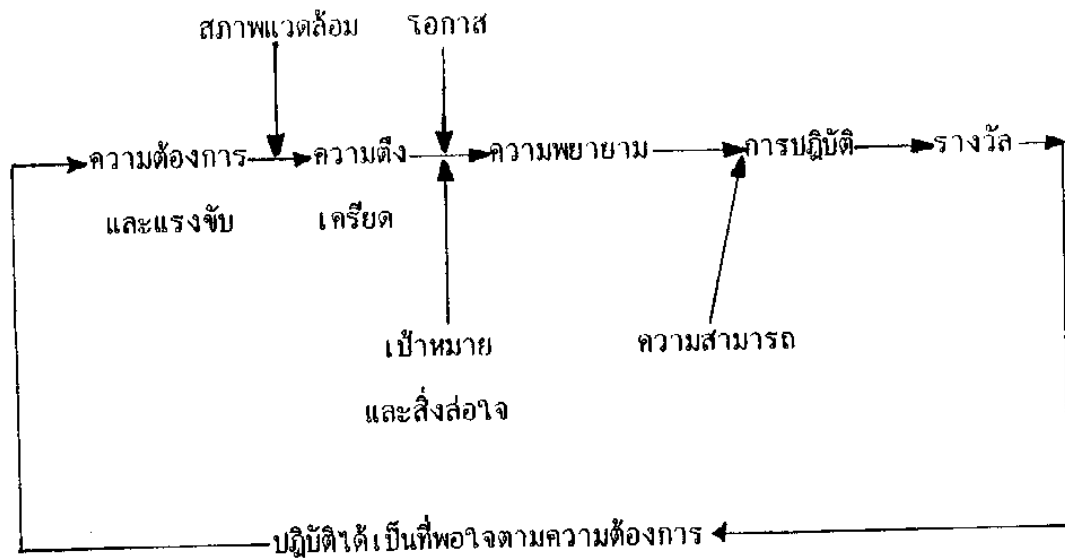 สภาพแวดล้อม โอกาส
ความต้องการ ความตึง ความพยายาม การปฏิบัติ รางวัล
และแรงขับ เครียด
เป้าหมาย ความสามารถ
และสิ่งล่อใจ
ปฏิบัติได้เป็นที่พอใจตามความต้องการ